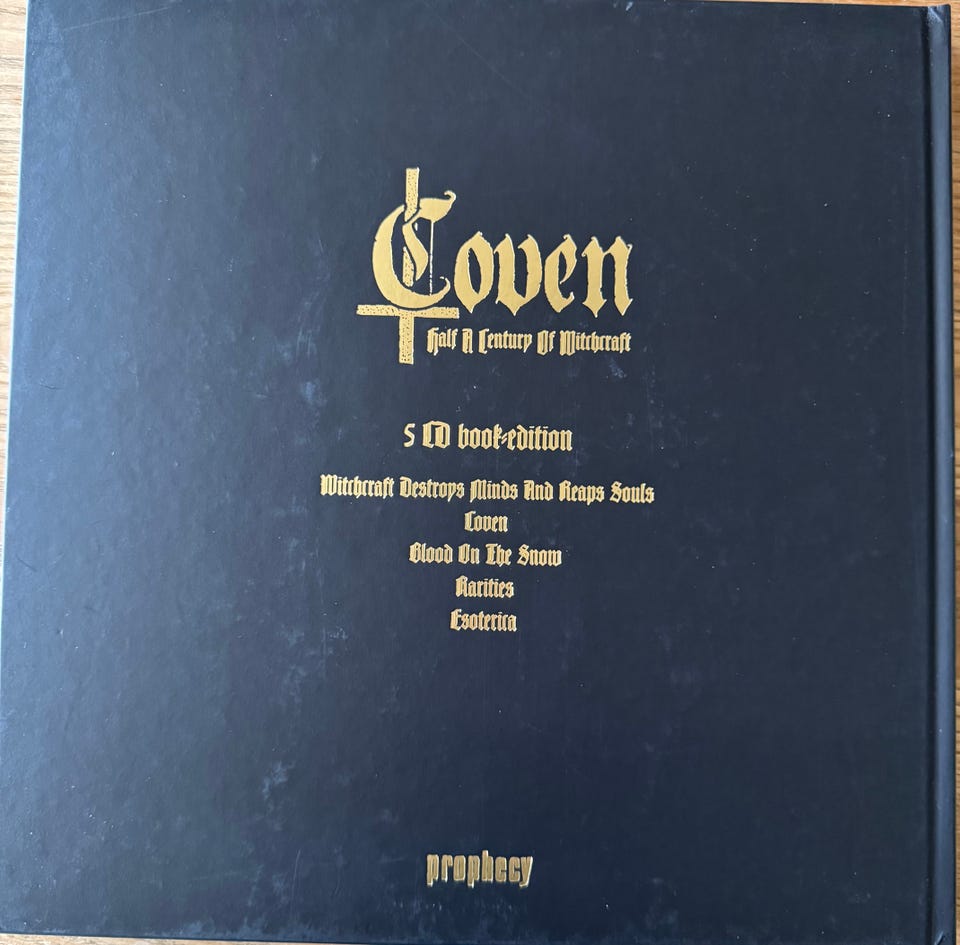 Coven
Half A Century Of Witchcraft
5 CD book-edition
Witchcraft Destroys Minds And Reaps Souls
Coven
Blood On The Snow
Rarities
Esoterica
prophecy